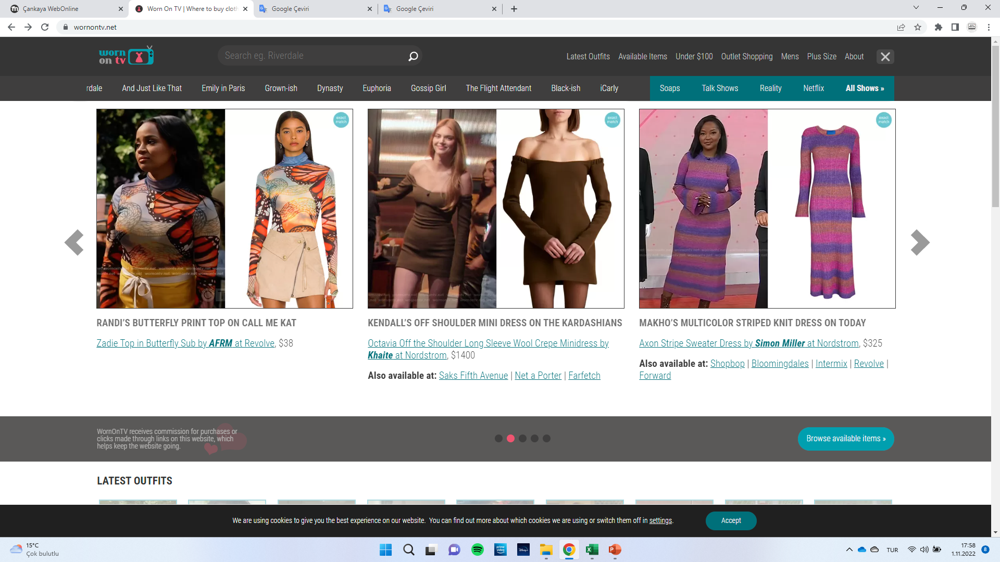 Çankaya WebOnline
Worn On TV | Where to buy cloth
Google Çeviri
Google Çeviri
wornontv.net
worn on tv
Search eg. Riverdale
Latest Outfits
Available Items
Under $100
Outlet Shopping
Mens
Plus Size
About
rdale
And Just Like That
Emily in Paris
Grown-ish
Dynasty
Euphoria
Gossip Girl
The Flight Attendant
Black-ish
iCarly
Soaps
Talk Shows
Reality
Netflix
All Shows »
exact match
exact match
exact match
RANDI'S BUTTERFLY PRINT TOP ON CALL ME KAT
Zadie Top in Butterfly Sub by AFRM at Revolve, $38
KENDALL'S OFF SHOULDER MINI DRESS ON THE KARDASHIANS
Octavia Off the Shoulder Long Sleeve Wool Crepe Minidress by
Khaite at Nordstrom, $1400
Also available at: Saks Fifth Avenue | Net a Porter | Farfetch
MAKHO'S MULTICOLOR STRIPED KNIT DRESS ON TODAY
Axon Stripe Sweater Dress by Simon Miller at Nordstrom, $325
Also available at: Shopbop | Bloomingdales | Intermix | Revolve |
Forward
WornOnTV receives commission for purchases or
clicks made through links on this website, which
helps keep the website going.
Browse available items »
LATEST OUTFITS
We are using cookies to give you the best experience on our website. You can find out more about which cookies we are using or switch them off in settings.
Accept
15°C
Çok bulutlu
prime video
Disney+
TUR
17:58
1.11.2022
8